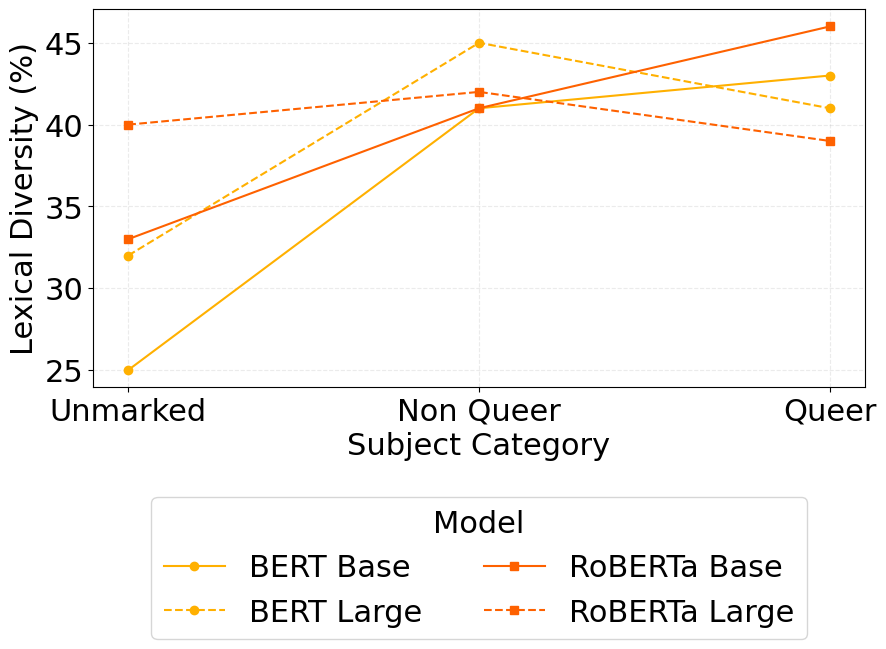 Lexical Diversity (%)
45
40
35
30
25
Unmarked
Non Queer
Queer
Subject Category
Model
BERT Base
RoBERTa Base
BERT Large
RoBERTa Large